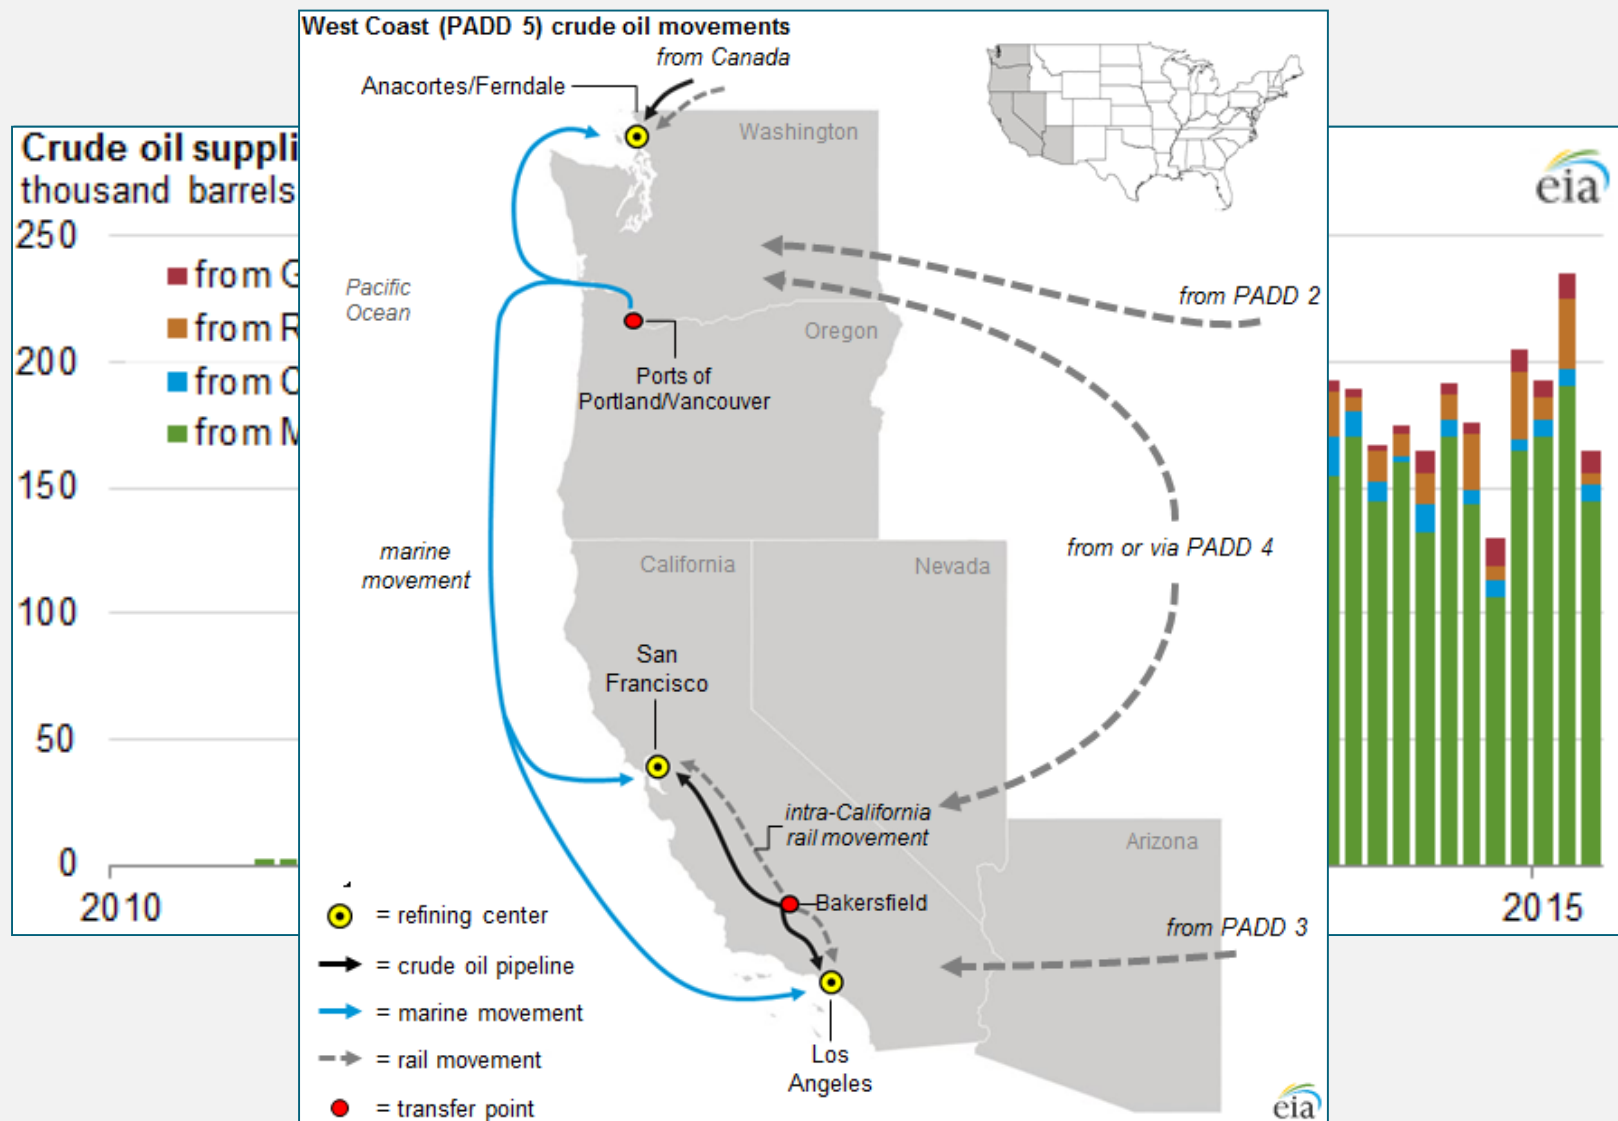 West Coast (PADD 5) crude oil movements
from Canada
Anacortes/Ferndale
Washington
Crude oil suppli
thousand barrels
eia
250
from G
from PADD 2
Pacific
Ocean
from R
Oregon
200
from C
Ports of
Portland/Vancouver
from M
150
marine
movement
from or via PADD 4
California
Nevada
100
San
Francisco
50
intra-California
rail movement
Arizona
0
2010
Bakersfield
2015
= refining center
from PADD 3
= crude oil pipeline
= marine movement
= rail movement
Los
Angeles
= transfer point
eia